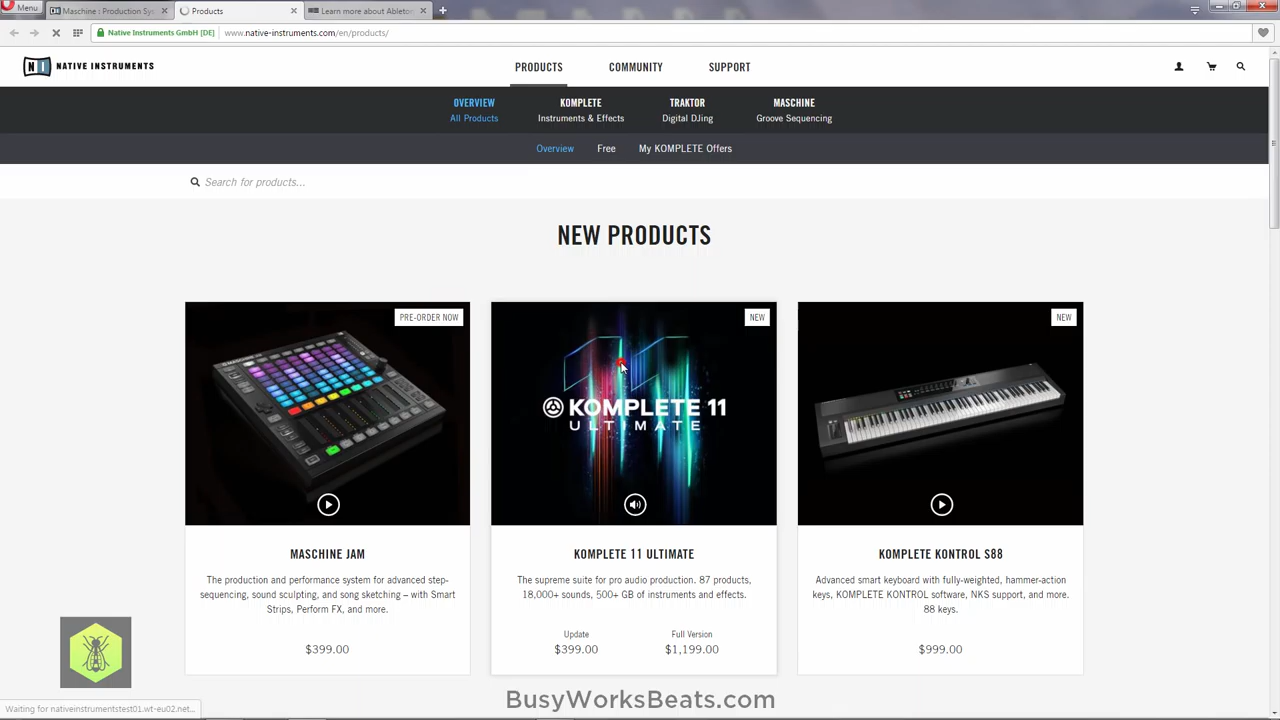 Menu
Maschine : Production Sy
Products
Learn more about Ableton
Native Instruments GmbH [DE]
www.native-instruments.com/en/products/
NATIVE INSTRUMENTS
PRODUCTS
COMMUNITY
SUPPORT
OVERVIEW
All Products
KOMPLETE
Instruments & Effects
TRAKTOR
Digital DJing
MASCHINE
Groove Sequencing
Overview
Free
My KOMPLETE Offers
Search for products...
NEW PRODUCTS
PRE-ORDER NOW
MASCHINE JAM
The production and performance system for advanced step-
sequencing, sound sculpting, and song sketching – with Smart
Strips, Perform FX, and more.
$399.00
NEW
KOMPLETE 11
ULTIMATE
KOMPLETE 11 ULTIMATE
The supreme suite for pro audio production. 87 products,
18,000+ sounds, 500+ GB of instruments and effects.
Update
$399.00
Full Version
$1,199.00
NEW
KOMPLETE KONTROL S88
Advanced smart keyboard with fully-weighted, hammer-action
keys, KOMPLETE KONTROL software, NKS support, and more.
88 keys.
$999.00
Waiting for nativeinstrumentstest01.wt-eu02.net...
BusyWorksBeats.com